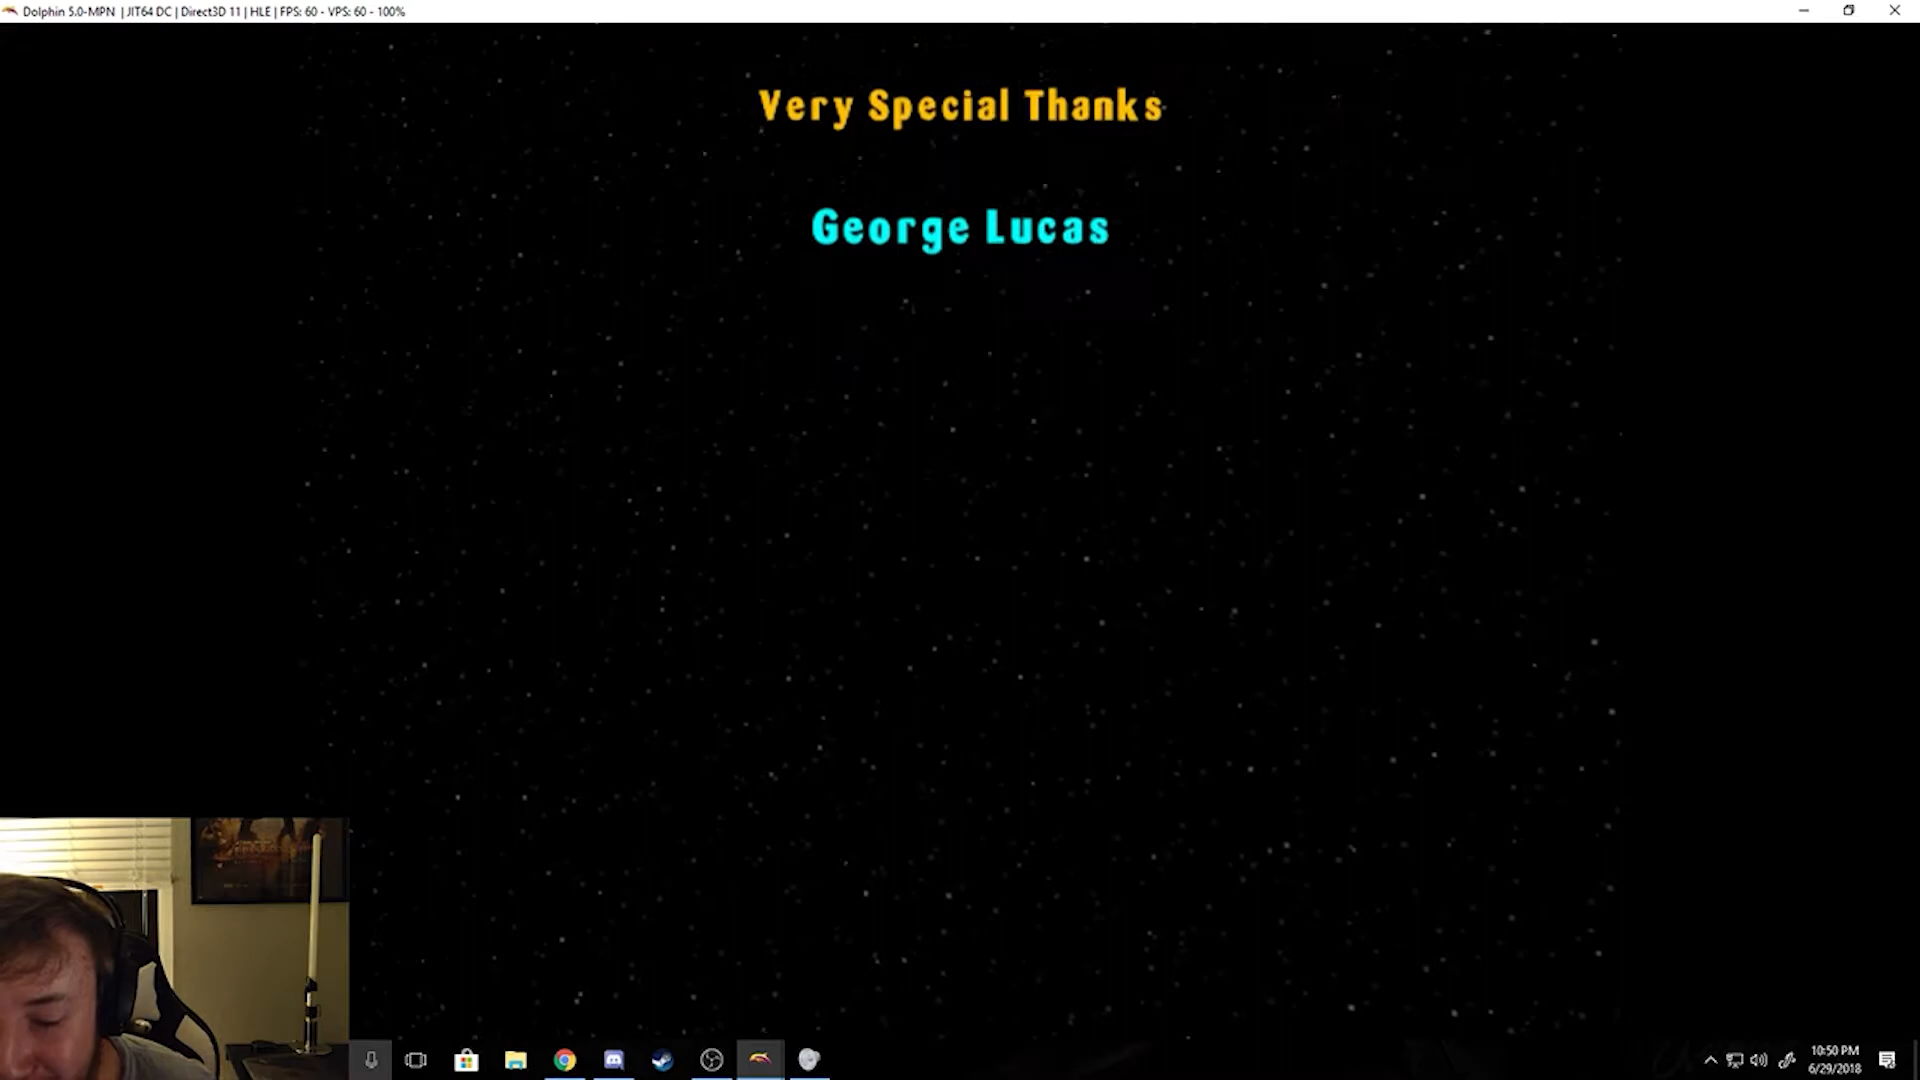 Dolphin 5.0-MPN | JIT64 DC | Direct3D 11 | HLE | FPS: 60 - VPS: 60 - 100%
Very Special Thanks
George Lucas
10:50 PM
6/29/2018